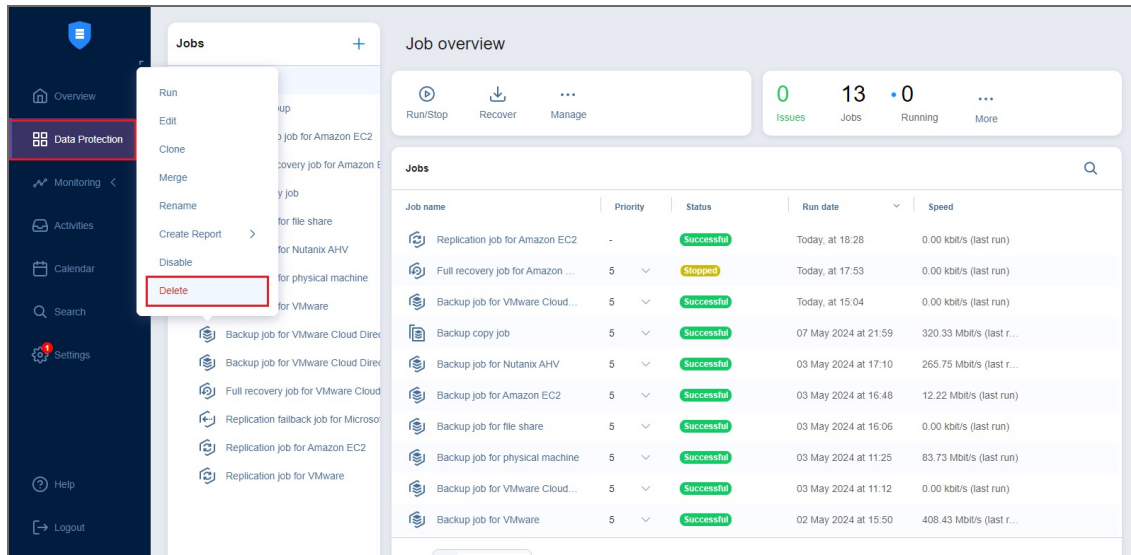 Overview
Data Protection
Monitoring
Activities
Calendar
Search
1
Settings
Help
Logout
Jobs
Run
Edit
Clone
Merge
Rename
Create Report
Disable
Delete
up
job for Amazon EC2
covery job for Amazon E
y job
for file share
for Nutanix AHV
for physical machine
for VMware
Backup job for VMware Cloud Direc
Backup job for VMware Cloud Direc
Full recovery job for VMware Cloud
Replication failback job for Microso
Replication job for Amazon EC2
Replication job for VMware
Job overview
Run/Stop Recover Manage
0 13 0
Issues Jobs Running More
Jobs
Job name Priority Status Run date Speed
Replication job for Amazon EC2 - Successful Today, at 18:28 0.00 kbit/s (last run)
Full recovery job for Amazon ... 5 Stopped Today, at 17:53 0.00 kbit/s (last run)
Backup job for VMware Cloud... 5 Successful Today, at 15:04 0.00 kbit/s (last run)
Backup copy job 5 Successful 07 May 2024 at 21:59 320.33 Mbit/s (last r...
Backup job for Nutanix AHV 5 Successful 03 May 2024 at 17:10 265.75 Mbit/s (last r...
Backup job for Amazon EC2 5 Successful 03 May 2024 at 16:48 12.22 Mbit/s (last run)
Backup job for file share 5 Successful 03 May 2024 at 16:06 0.00 kbit/s (last run)
Backup job for physical machine 5 Successful 03 May 2024 at 11:25 83.73 Mbit/s (last run)
Backup job for VMware Cloud... 5 Successful 03 May 2024 at 11:12 0.00 kbit/s (last run)
Backup job for VMware 5 Successful 02 May 2024 at 15:50 408.43 Mbit/s (last r...